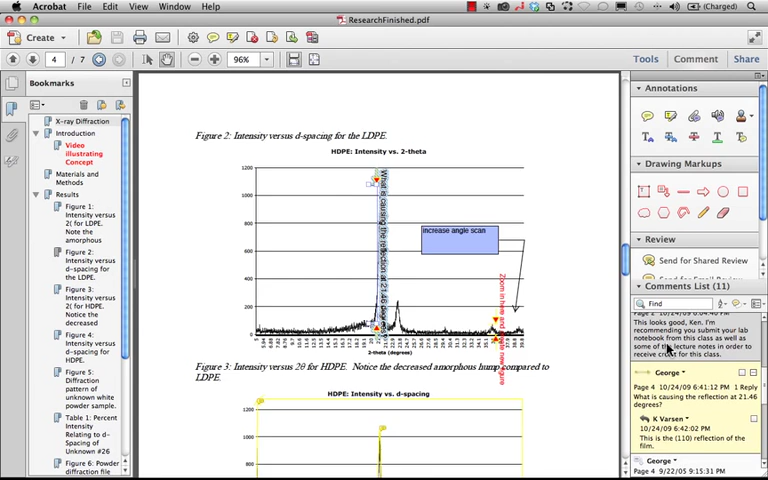 Acrobat File Edit View Window Help (Charged)
ResearchFinished.pdf
Create
4 / 7 96% Tools Comment Share
Bookmarks
X-ray Diffraction
Introduction
Video
illustrating
Concept
Materials and
Methods
Results
Figure 1:
Intensity versus
2( for LDPE.
Note the
amorphous
Figure 2:
Intensity versus
d-spacing for
the LDPE.
Figure 3:
Intensity versus
2( for HDPE.
Notice the
decreased
Figure 4:
Intensity versus
d-spacing for
HDPE.
Figure 5:
Diffraction
pattern of
unknown white
powder sample.
Table 1: Percent
Intensity
Relating to d-
Spacing of
Unknown #26
Figure 6: Powder
diffraction file
Figure 2: Intensity versus d-spacing for the LDPE.
HDPE: Intensity vs. 2-theta
1200
1000
800
600
400
200
0
What is causing the reflection at 21.46 degrees?
increase angle scan
2-theta (degrees)
Figure 3: Intensity versus 2θ for HDPE. Notice the decreased amorphous hump compared to
LDPE.
HDPE: Intensity vs. d-spacing
1200
1000
800
Annotations
Drawing Markups
Review
Send for Shared Review
Comments List (11)
Find
This looks good, Ken. I'm
recommending you submit your lab
notebook from this class as well as
some of the lecture notes in order to
receive credit for this class.
George
Page 4 10/24/09 6:41:12 PM 1 Reply
What is causing the reflection at 21.46
degrees?
K Varsen
10/24/09 6:42:02 PM
This is the (110) reflection of the
film.
George
Page 4 9/22/05 9:15:31 PM